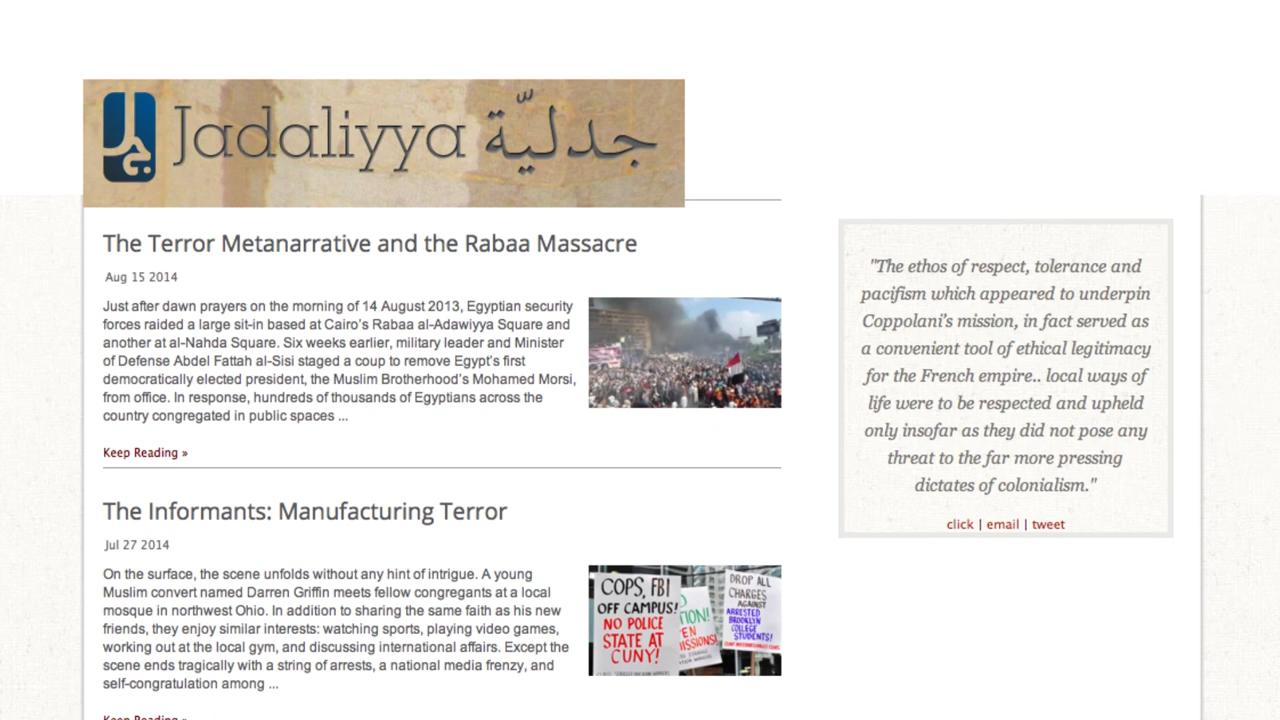 Jadaliyya جدليّة
The Terror Metanarrative and the Rabaa Massacre
Aug 15 2014
Just after dawn prayers on the morning of 14 August 2013, Egyptian security
forces raided a large sit-in based at Cairo's Rabaa al-Adawiyya Square and
another at al-Nahda Square. Six weeks earlier, military leader and Minister
of Defense Abdel Fattah al-Sisi staged a coup to remove Egypt's first
democratically elected president, the Muslim Brotherhood's Mohamed Morsi,
from office. In response, hundreds of thousands of Egyptians across the
country congregated in public spaces ...
Keep Reading »
The Informants: Manufacturing Terror
Jul 27 2014
On the surface, the scene unfolds without any hint of intrigue. A young
Muslim convert named Darren Griffin meets fellow congregants at a local
mosque in northwest Ohio. In addition to sharing the same faith as his new
friends, they enjoy similar interests: watching sports, playing video games,
working out at the local gym, and discussing international affairs. Except the
scene ends tragically with a string of arrests, a national media frenzy, and
self-congratulation among ...
Keep Reading »
COPS, FBI
OFF CAMPUS!
NO POLICE
STATE AT
CUNY!
DROP ALL
CHARGES
AGAINST
ARRESTED
BROOKLYN
COLLEGE
STUDENTS!
"The ethos of respect, tolerance and
pacifism which appeared to underpin
Coppolani's mission, in fact served as
a convenient tool of ethical legitimacy
for the French empire.. local ways of
life were to be respected and upheld
only insofar as they did not pose any
threat to the far more pressing
dictates of colonialism."
click | email | tweet